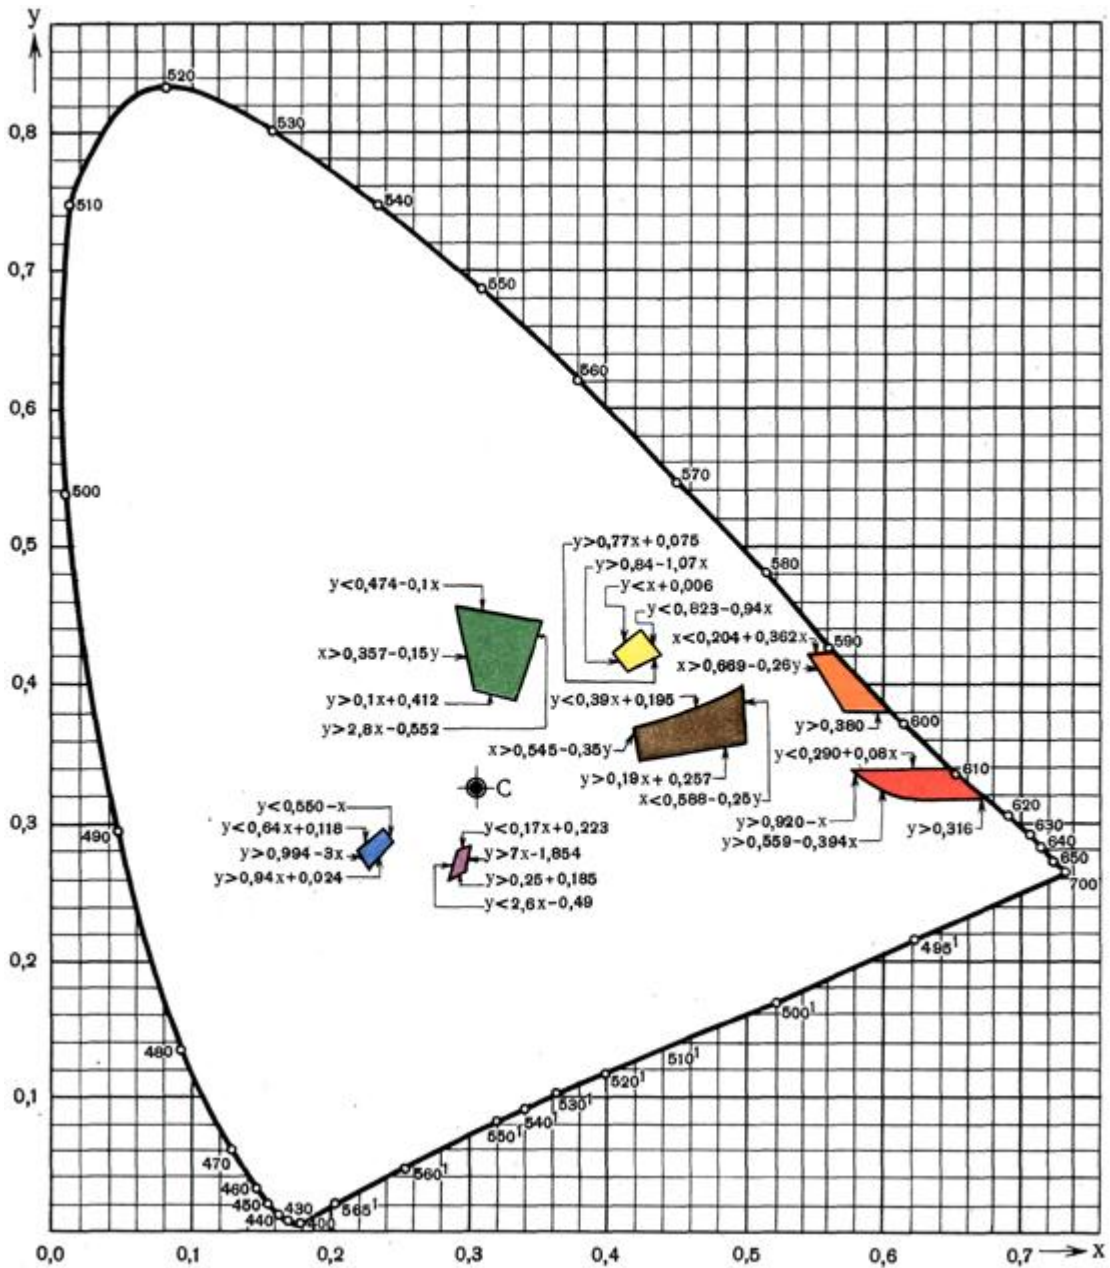 y
520
0,8
530
510
540
0,7
550
560
0,6
500
570
0,5
y>0,77x+0,075
580
y>0,84-1,07x
y<0,474-0,1x
y<x+0,006
y<0,823-0,94x
x<0,204+0,362x
590
x>0,357-0,15y
x>0,669-0,26y
0,4
y>0,1x+0,412
y<0,39x+0,195
y>2,8x-0,552
y>0,380
600
x>0,545-0,35y
y<0,290+0,08x
610
y>0,19x+0,257
x<0,588-0,25y
C
y<0,550-x
0,3
490
y<0,64x+0,118
y<0,17x+0,223
y>0,920-x
y>0,316
620
630
y>0,559-0,394x
640
y>0,994-3x
y>7x-1,854
650
y>0,94x+0,024
y>0,25+0,185
700
y<2,6x-0,49
495¹
0,2
500¹
480
510¹
0,1
520¹
530¹
540¹
550¹
470
560¹
460
450
430
565¹
440
400
0,0 0,1 0,2 0,3 0,4 0,5 0,6 0,7 x